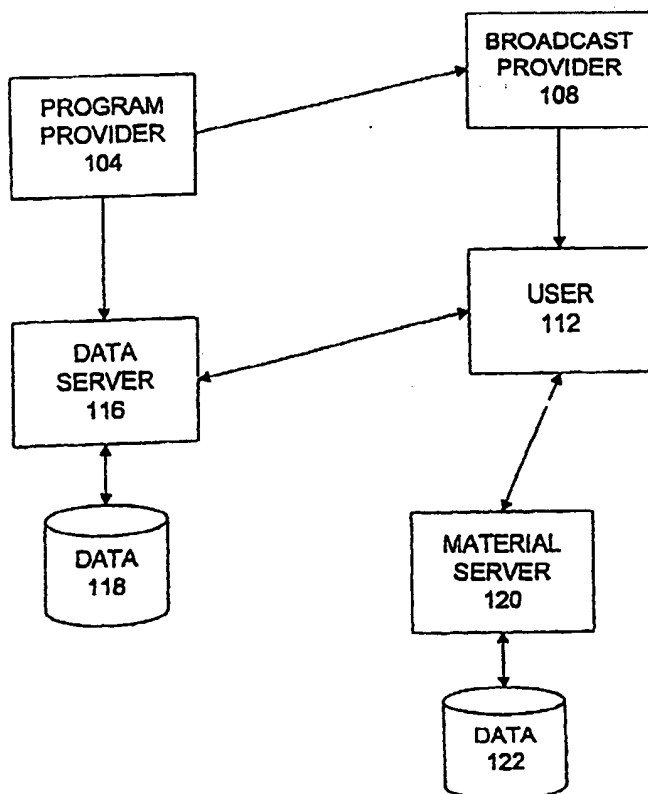 BROADCAST
PROVIDER
108
PROGRAM
PROVIDER
104
USER
112
DATA
SERVER
116
DATA
118
MATERIAL
SERVER
120
DATA
122